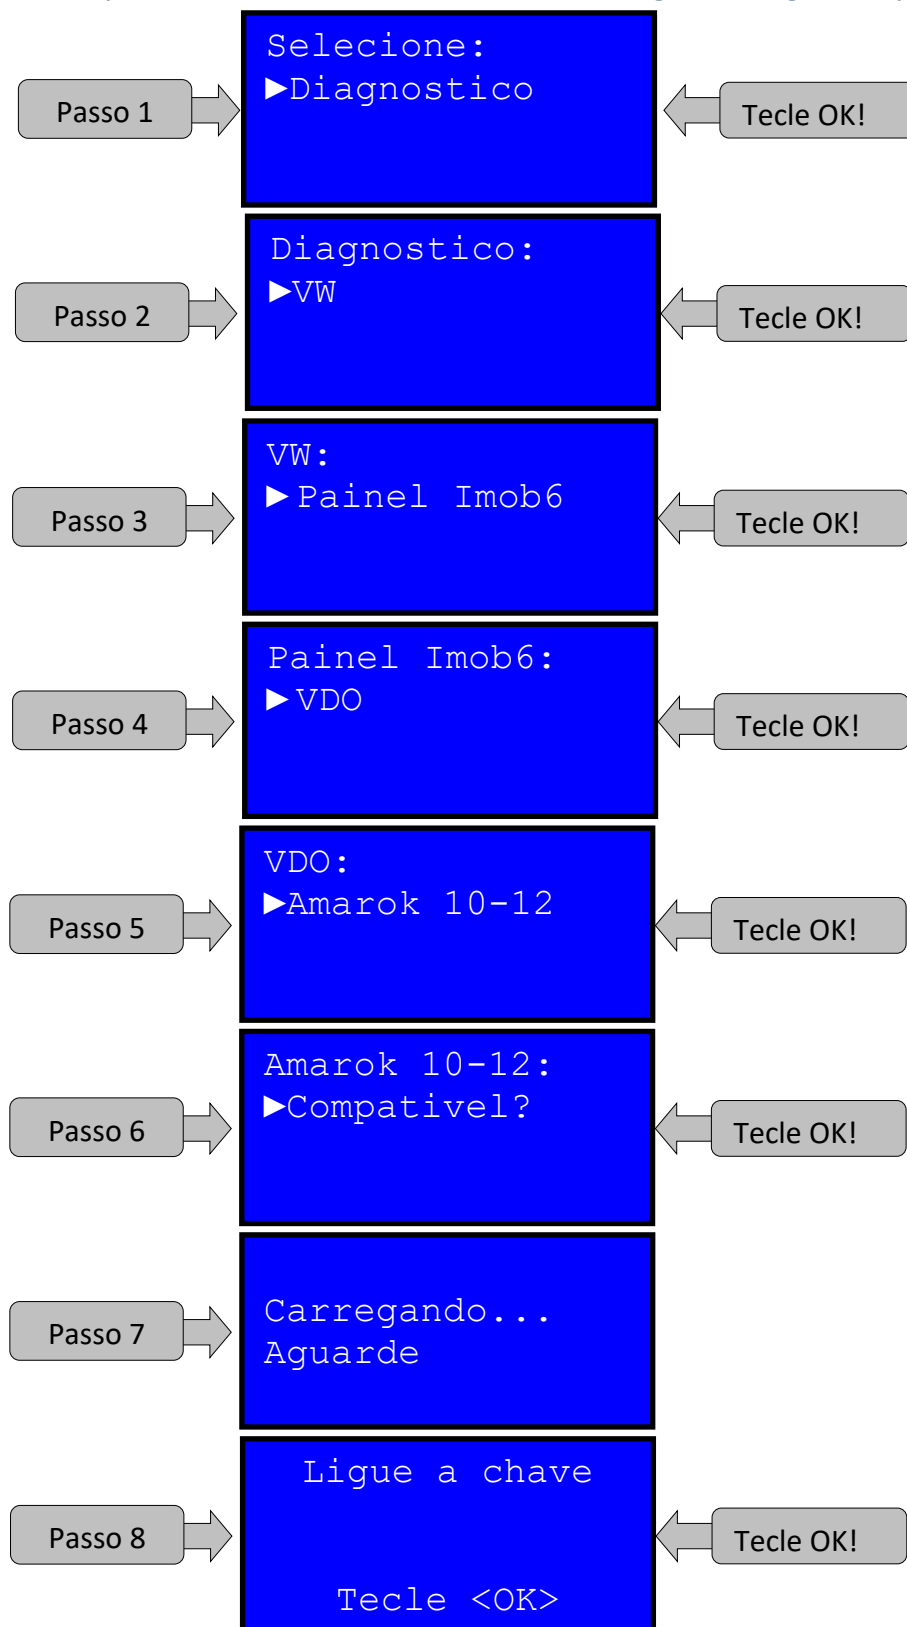 Passo 1
Selecione:
►Diagnostico
Tecle OK!
Passo 2
Diagnostico:
►VW
Tecle OK!
Passo 3
VW:
► Painel Imob6
Tecle OK!
Passo 4
Painel Imob6:
► VDO
Tecle OK!
Passo 5
VDO:
►Amarok 10-12
Tecle OK!
Passo 6
Amarok 10-12:
►Compativel?
Tecle OK!
Passo 7
Carregando...
Aguarde
Passo 8
Ligue a chave
Tecle <OK>
Tecle OK!